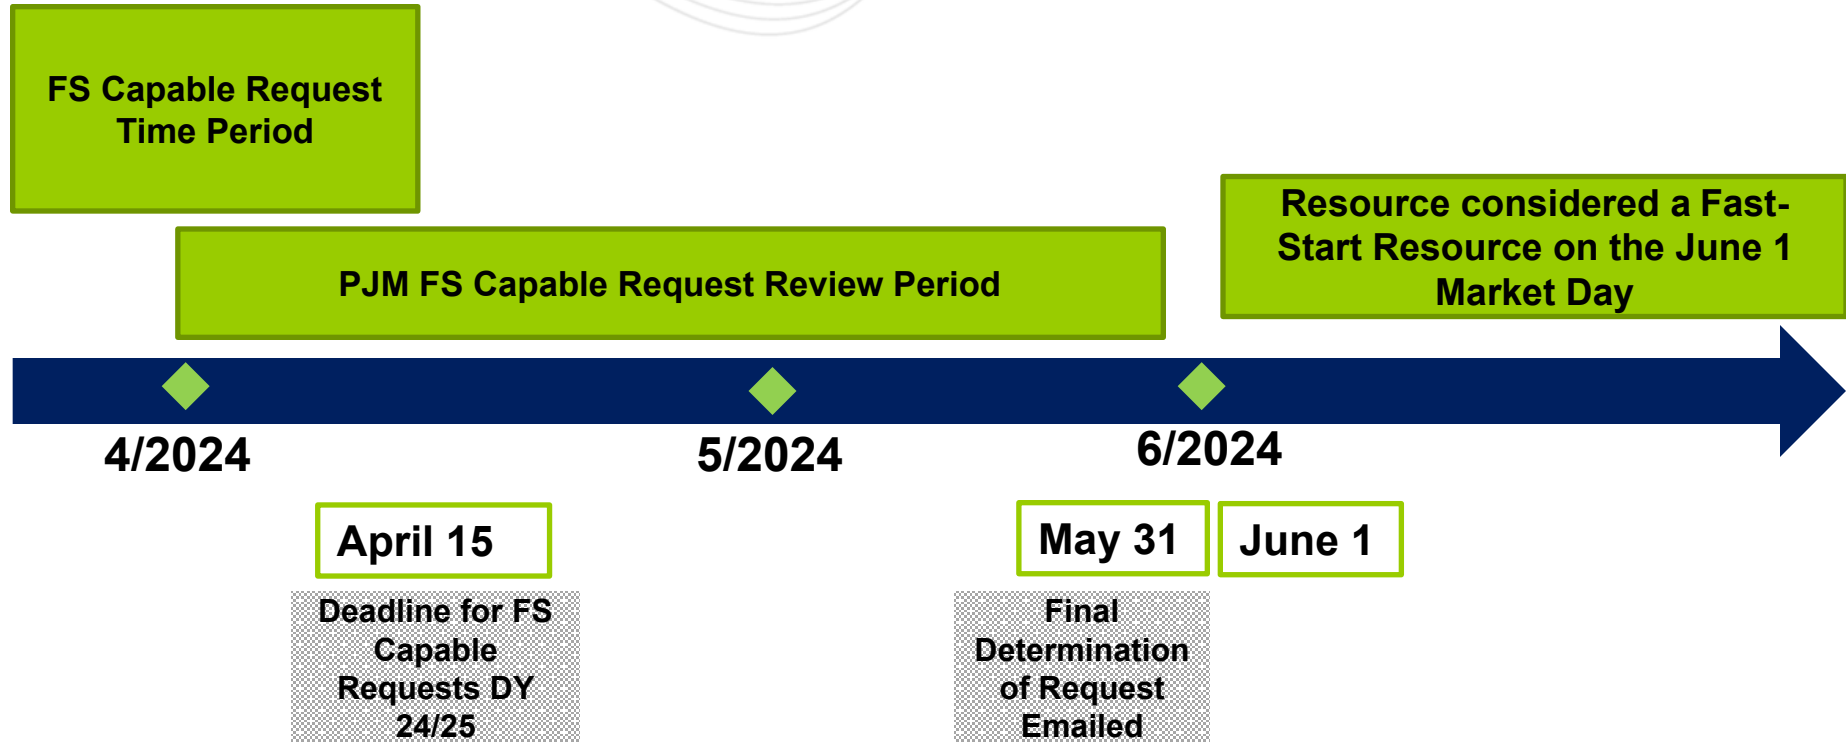 FS Capable Request
Time Period
PJM FS Capable Request Review Period
Resource considered a Fast-
Start Resource on the June 1
Market Day
4/2024
5/2024
6/2024
April 15
May 31
June 1
Deadline for FS
Capable
Requests DY
24/25
Final
Determination
of Request
Emailed